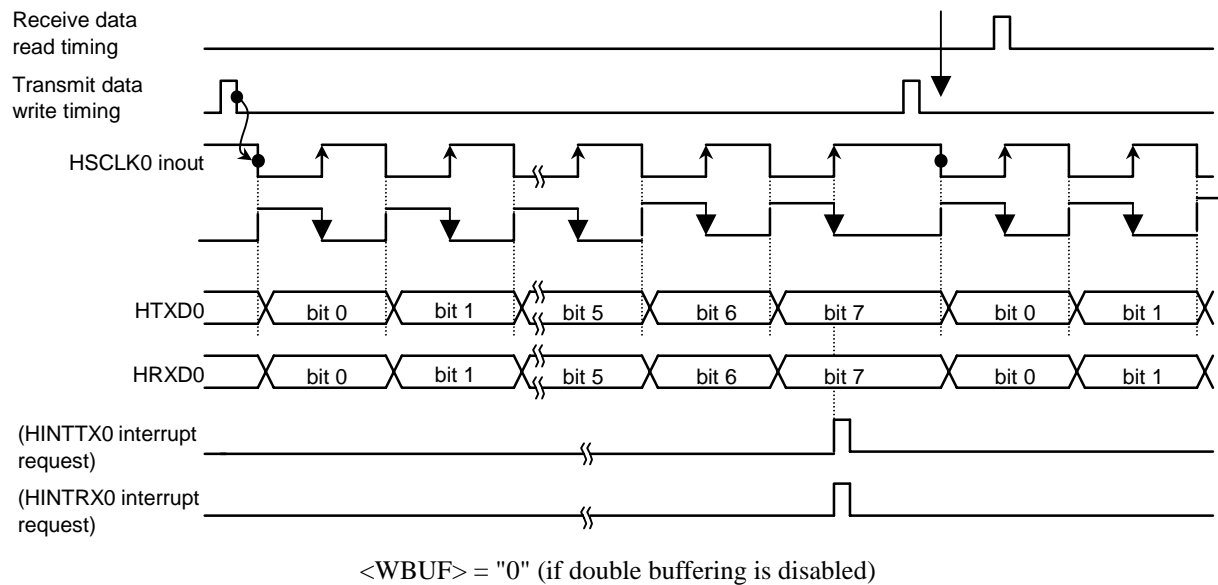 Receive data
read timing
Transmit data
write timing
HSCLK0 inout
HTXD0
bit 0 bit 1 bit 5 bit 6 bit 7 bit 0 bit 1
HRXD0
bit 0 bit 1 bit 5 bit 6 bit 7 bit 0 bit 1
(HINTTX0 interrupt
request)
(HINTRX0 interrupt
request)
<WBUF> = "0" (if double buffering is disabled)